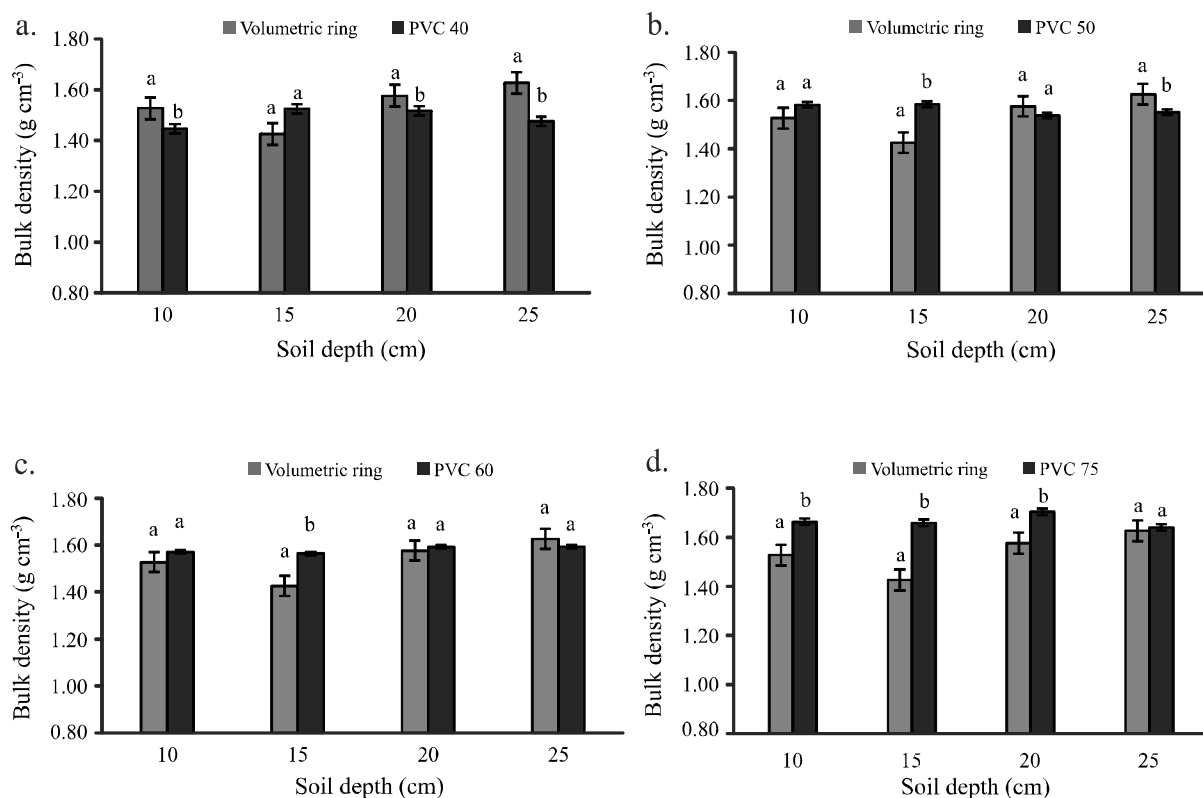 a.
Volumetric ring PVC 40
Bulk density (g cm⁻³)
1.80
1.60
1.40
1.20
1.00
0.80
a b a a a b a b
10 15 20 25
Soil depth (cm)
b.
Volumetric ring PVC 50
Bulk density (g cm⁻³)
1.80
1.60
1.40
1.20
1.00
0.80
a a a b a a a b
10 15 20 25
Soil depth (cm)
c.
Volumetric ring PVC 60
Bulk density (g cm⁻³)
1.80
1.60
1.40
1.20
1.00
0.80
a a a b a a a a
10 15 20 25
Soil depth (cm)
d.
Volumetric ring PVC 75
Bulk density (g cm⁻³)
1.80
1.60
1.40
1.20
1.00
0.80
a b a b a b a a
10 15 20 25
Soil depth (cm)